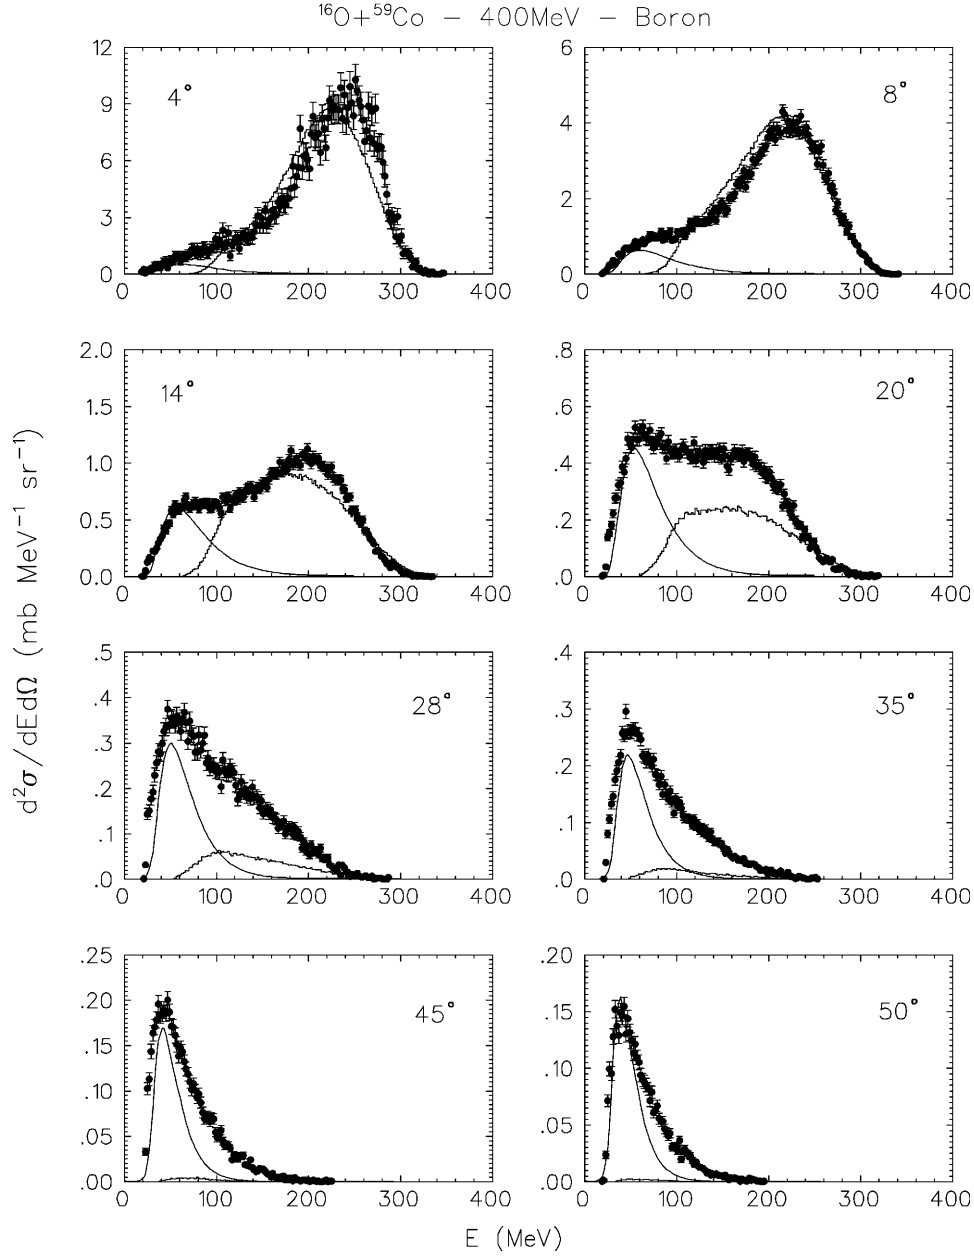 ¹⁶O+⁵⁹Co – 400MeV – Boron
d²σ/dEdΩ (mb MeV⁻¹ sr⁻¹)
12 9 6 3 0
4°
0 100 200 300 400
6 4 2 0
8°
0 100 200 300 400
2.0 1.5 1.0 0.5 0.0
14°
0 100 200 300 400
.8 .6 .4 .2 .0
20°
0 100 200 300 400
.5 .4 .3 .2 .1 .0
28°
0 100 200 300 400
.4 .3 .2 .1 .0
35°
0 100 200 300 400
.25 .20 .15 .10 .05 .00
45°
0 100 200 300 400
.20 .15 .10 .05 .00
50°
0 100 200 300 400
E (MeV)